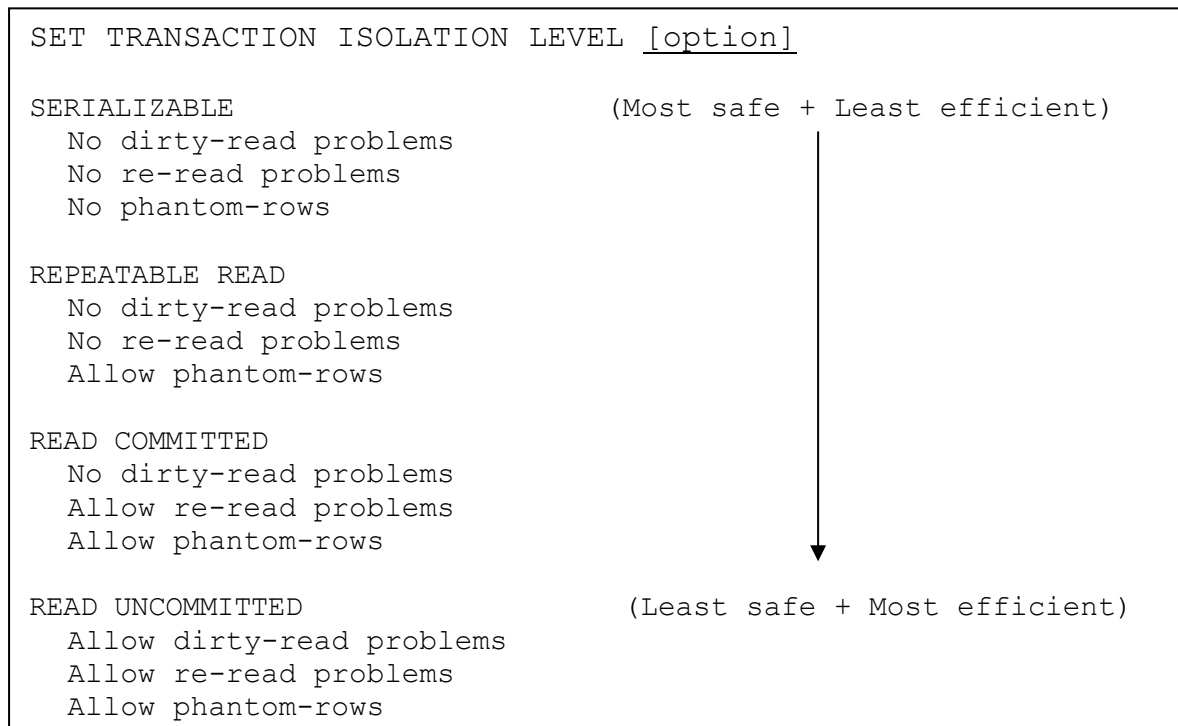 SET TRANSACTION ISOLATION LEVEL [option]
SERIALIZABLE (Most safe + Least efficient)
No dirty-read problems
No re-read problems
No phantom-rows
REPEATABLE READ
No dirty-read problems
No re-read problems
Allow phantom-rows
READ COMMITTED
No dirty-read problems
Allow re-read problems
Allow phantom-rows
READ UNCOMMITTED (Least safe + Most efficient)
Allow dirty-read problems
Allow re-read problems
Allow phantom-rows